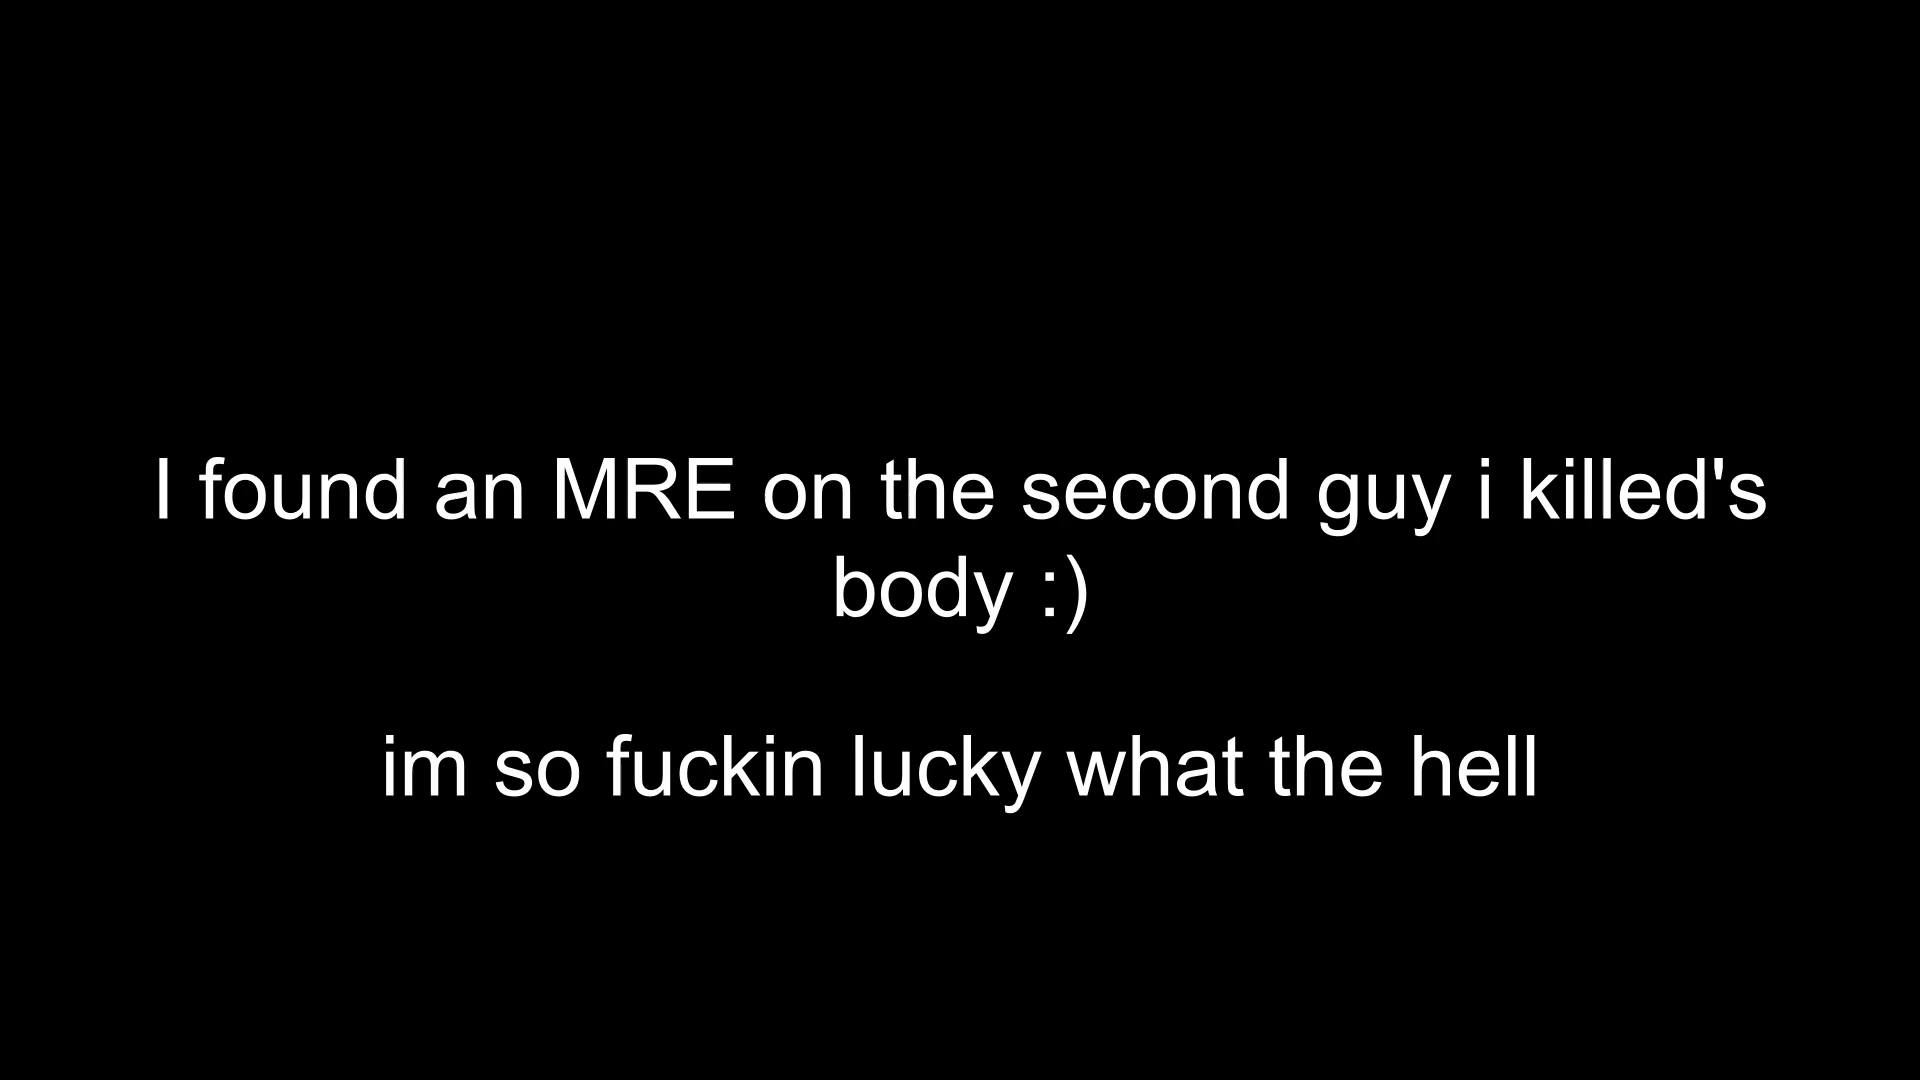 I found an MRE on the second guy i killed's
body :)
im so fuckin lucky what the hell